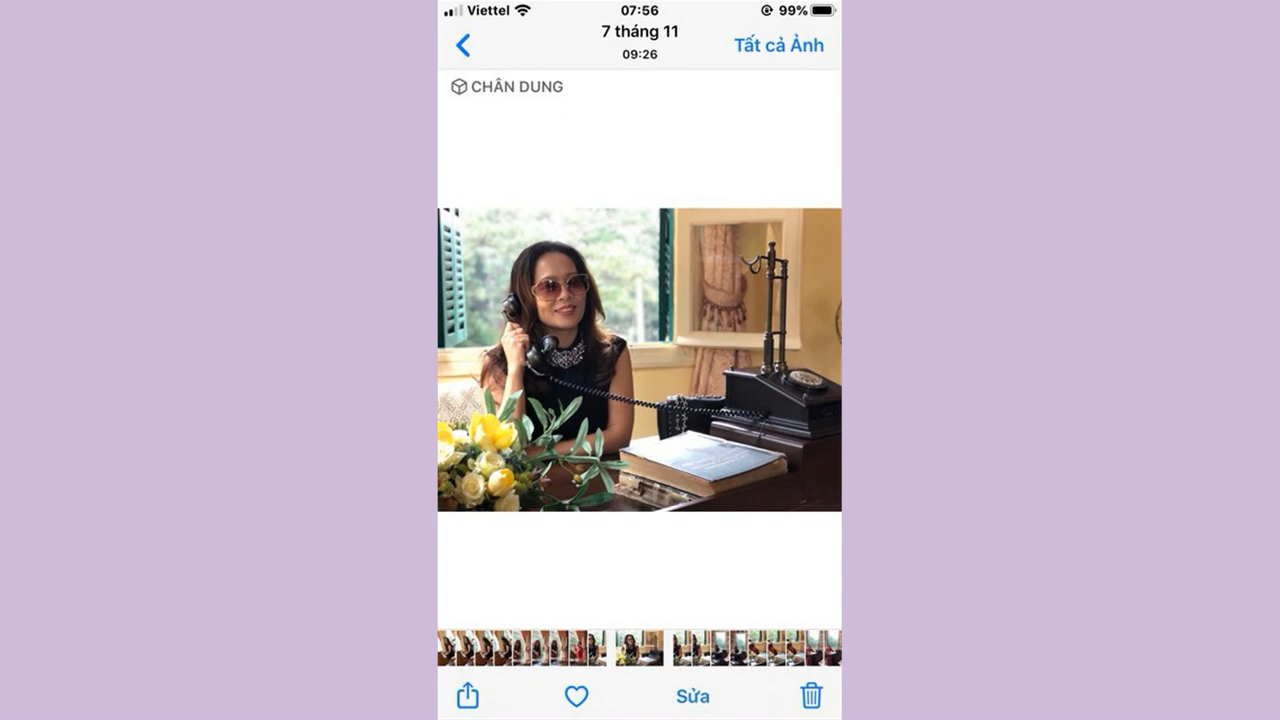 Viettel 07:56 99%
7 tháng 11
09:26
Tất cả Ảnh
CHÂN DUNG
Sửa